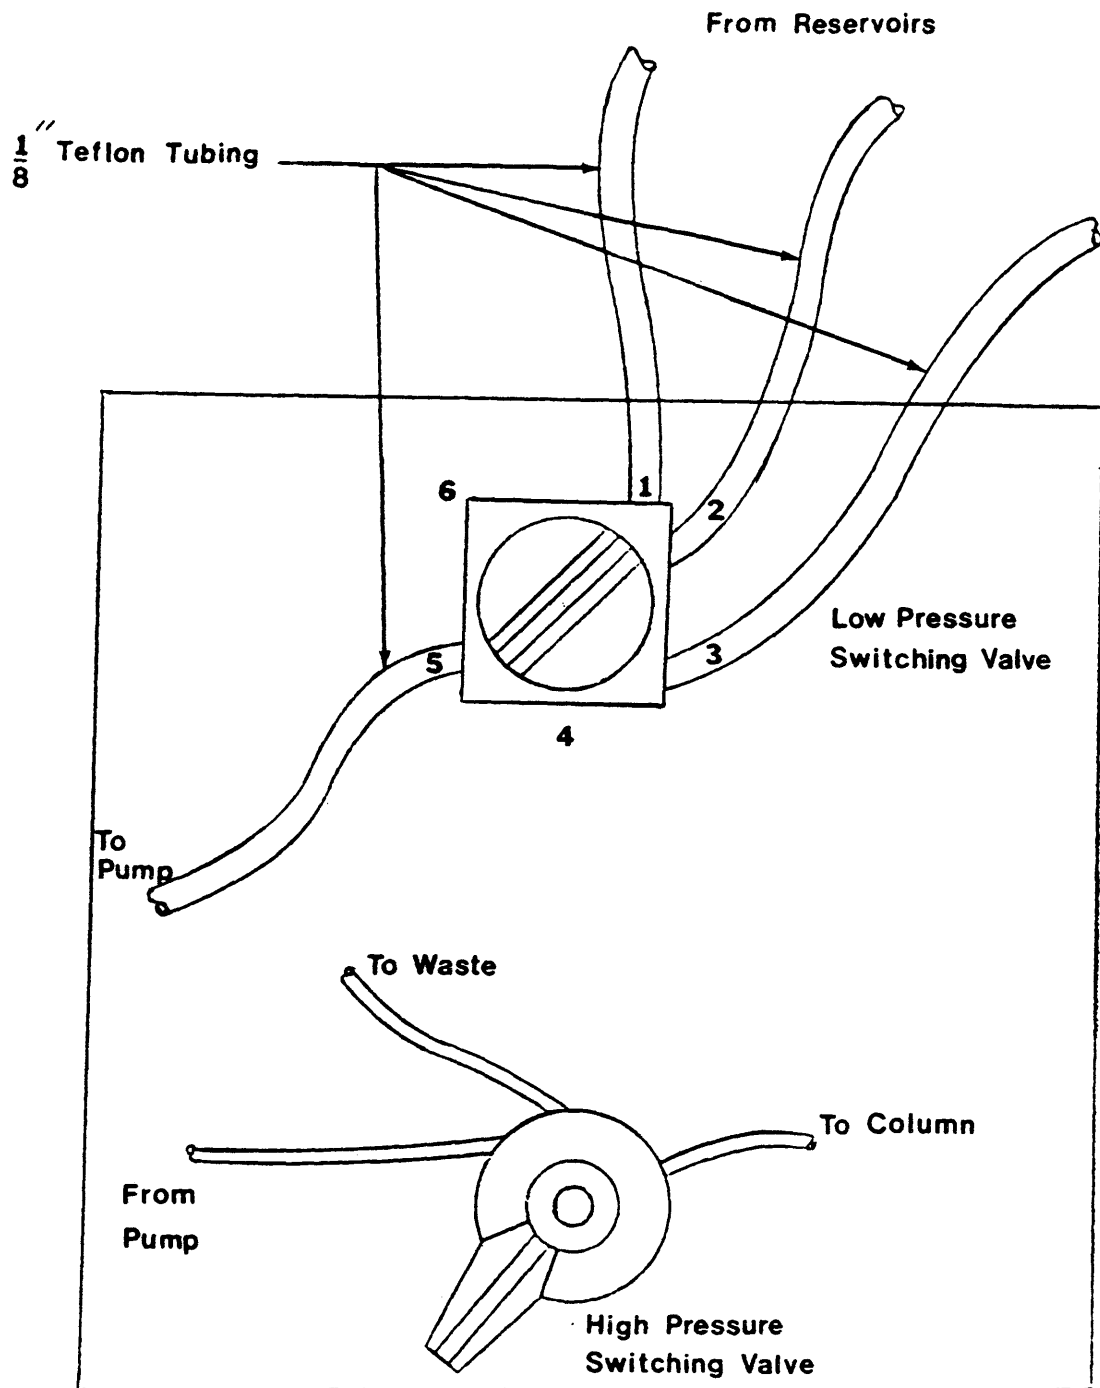 From Reservoirs
1/8" Teflon Tubing
6
1
2
Low Pressure
Switching Valve
3
5
4
To
Pump
To Waste
To Column
From
Pump
High Pressure
Switching Valve